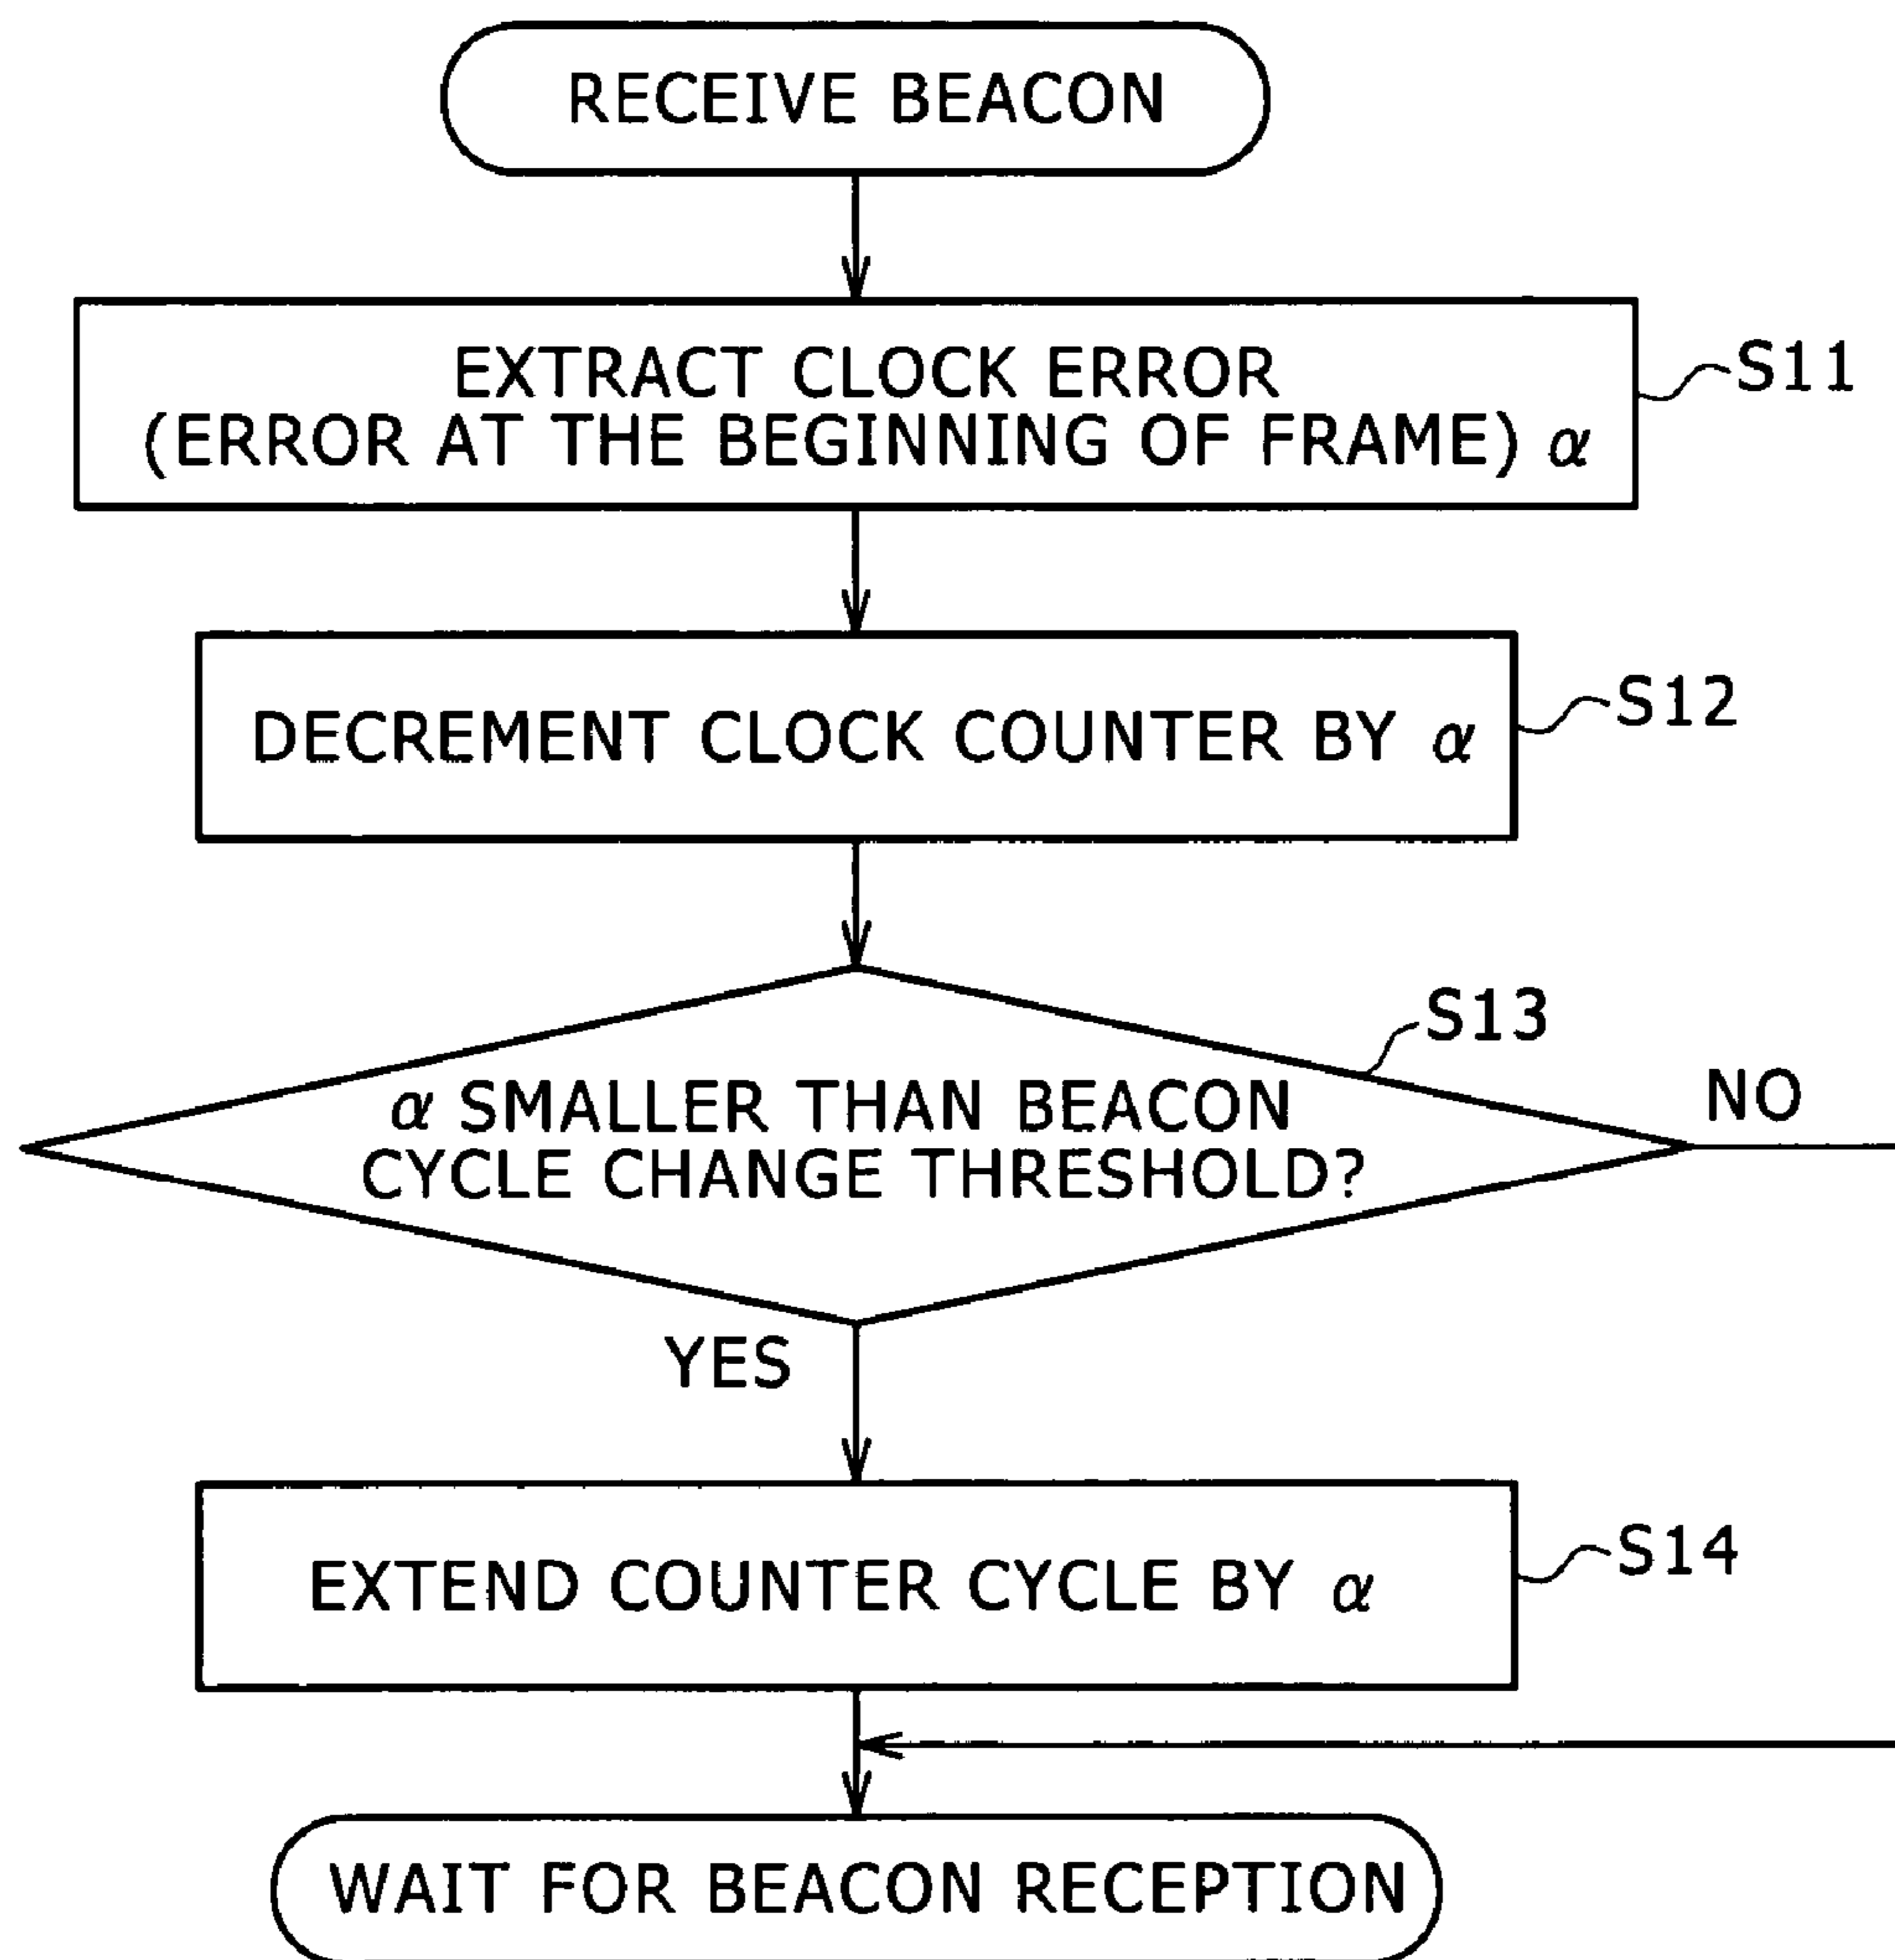 RECEIVE BEACON
EXTRACT CLOCK ERROR
(ERROR AT THE BEGINNING OF FRAME) α
S11
DECREMENT CLOCK COUNTER BY α
S12
S13
α SMALLER THAN BEACON
CYCLE CHANGE THRESHOLD?
NO
YES
EXTEND COUNTER CYCLE BY α
S14
WAIT FOR BEACON RECEPTION